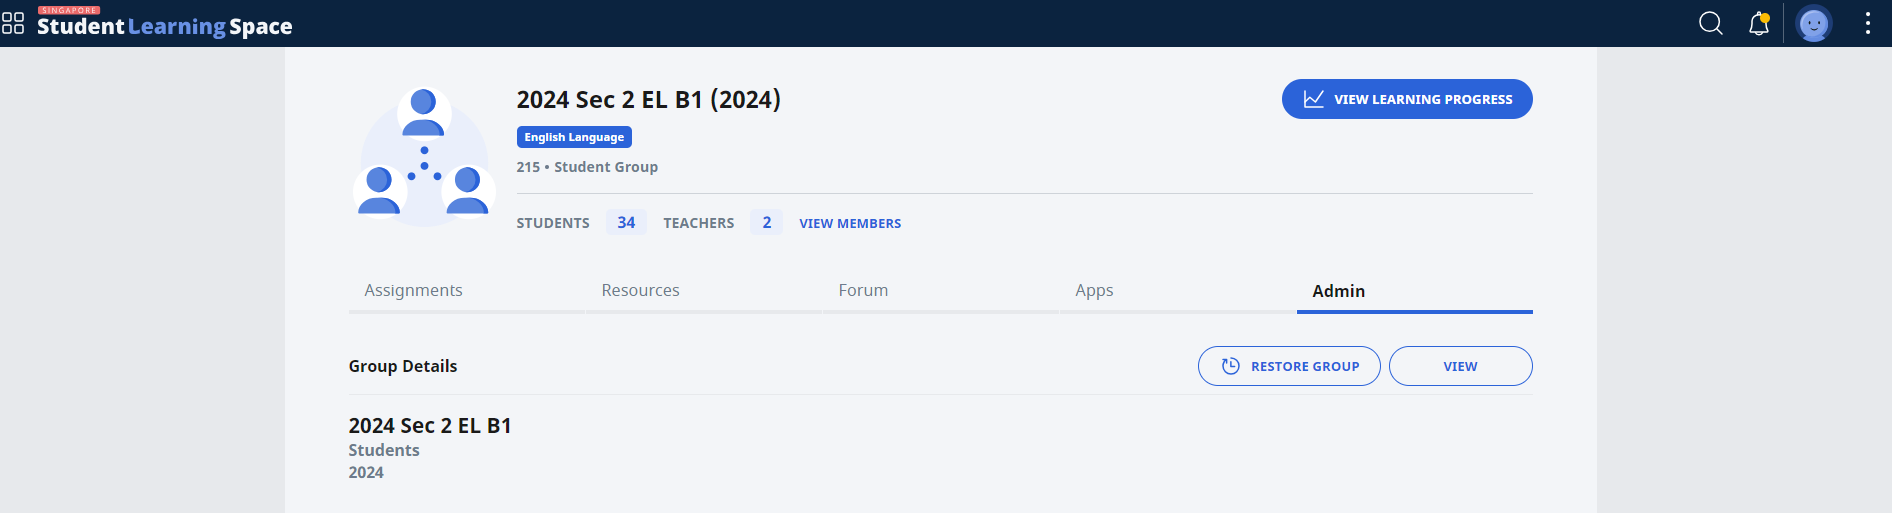 SINGAPORE
Student Learning Space
2024 Sec 2 EL B1 (2024)
VIEW LEARNING PROGRESS
English Language
215 • Student Group
STUDENTS 34 TEACHERS 2 VIEW MEMBERS
Assignments Resources Forum Apps Admin
Group Details RESTORE GROUP VIEW
2024 Sec 2 EL B1
Students
2024